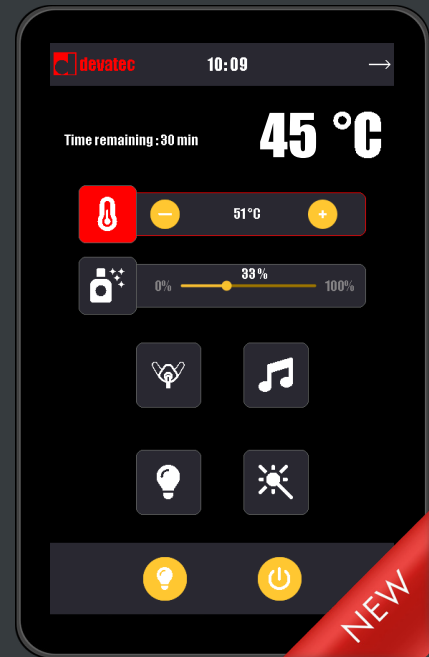 devatec
10:09
Time remaining : 30 min
45 °C
51°C
33%
0%
100%
NEW